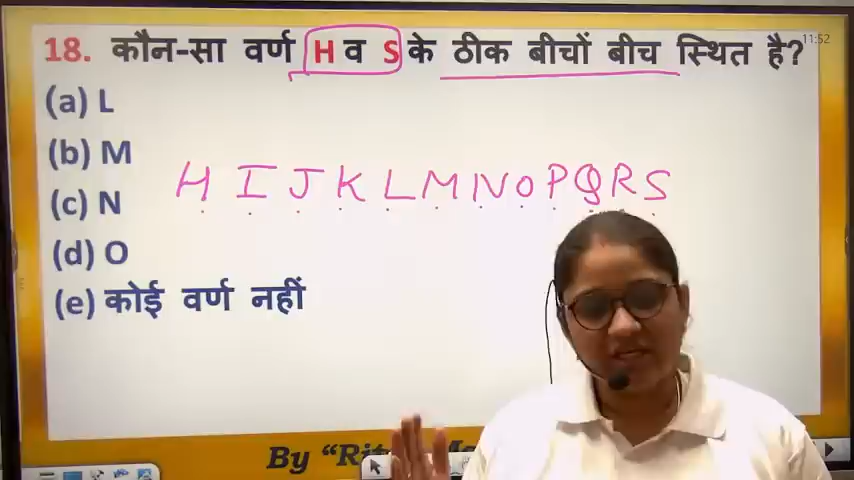 18. कौन-सा वर्ण H व S के ठीक बीचों बीच स्थित है?
11:52
(a) L
(b) M
(c) N
(d) O
(e) कोई वर्ण नहीं
H I J K L M N O P Q R S
By “Rit